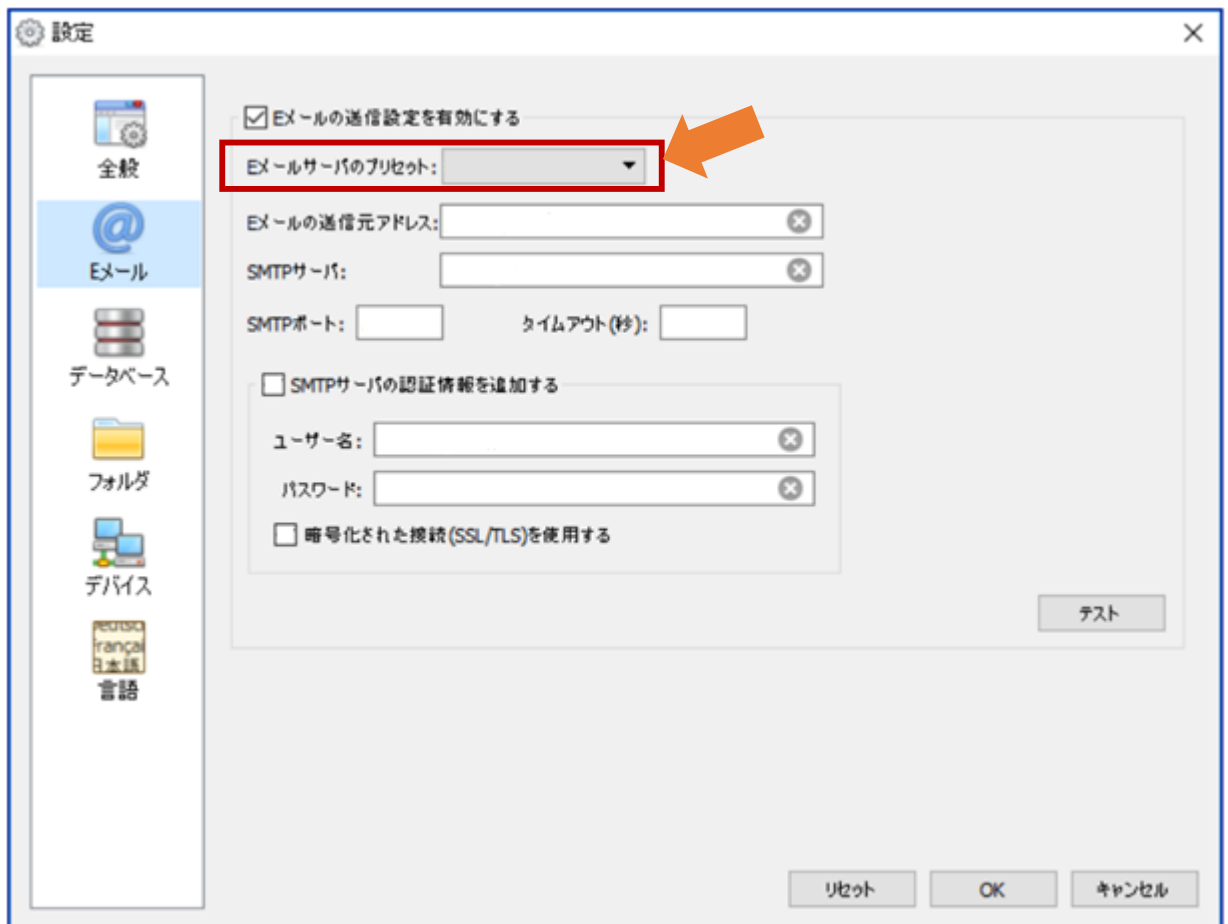 設定
全般
Eメール
データベース
フォルダ
デバイス
eutsc
rançai
日本語
言語
Eメールの送信設定を有効にする
Eメールサーバのプリセット:
Eメールの送信元アドレス:
SMTPサーバ:
SMTPポート: タイムアウト(秒):
SMTPサーバの認証情報を追加する
ユーザー名:
パスワード:
暗号化された接続(SSL/TLS)を使用する
テスト
リセット OK キャンセル